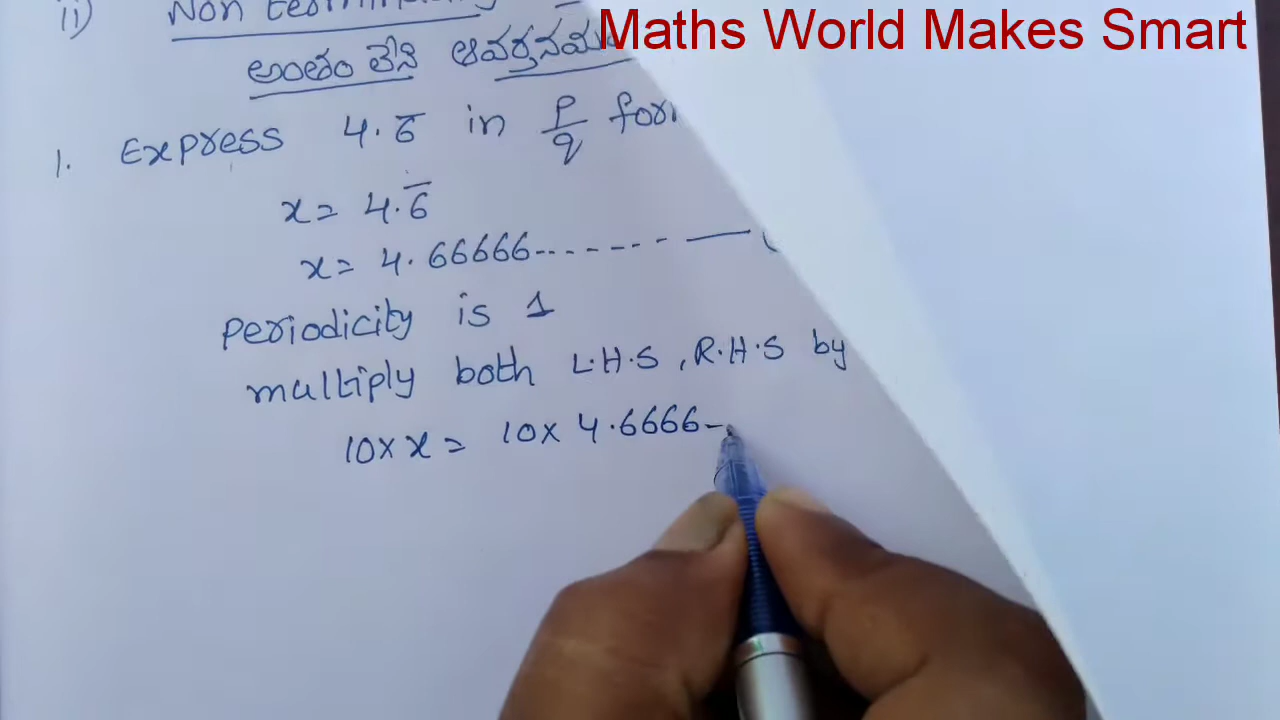 Maths World Makes Smart
ii) Non
అంతం లేని
1. Express 4.6̅ in P/q
x = 4.6̅
x = 4.66666......- —
Periodicity is 1
multiply both L.H.S, R.H.S by
10× x = 10× 4.6666-